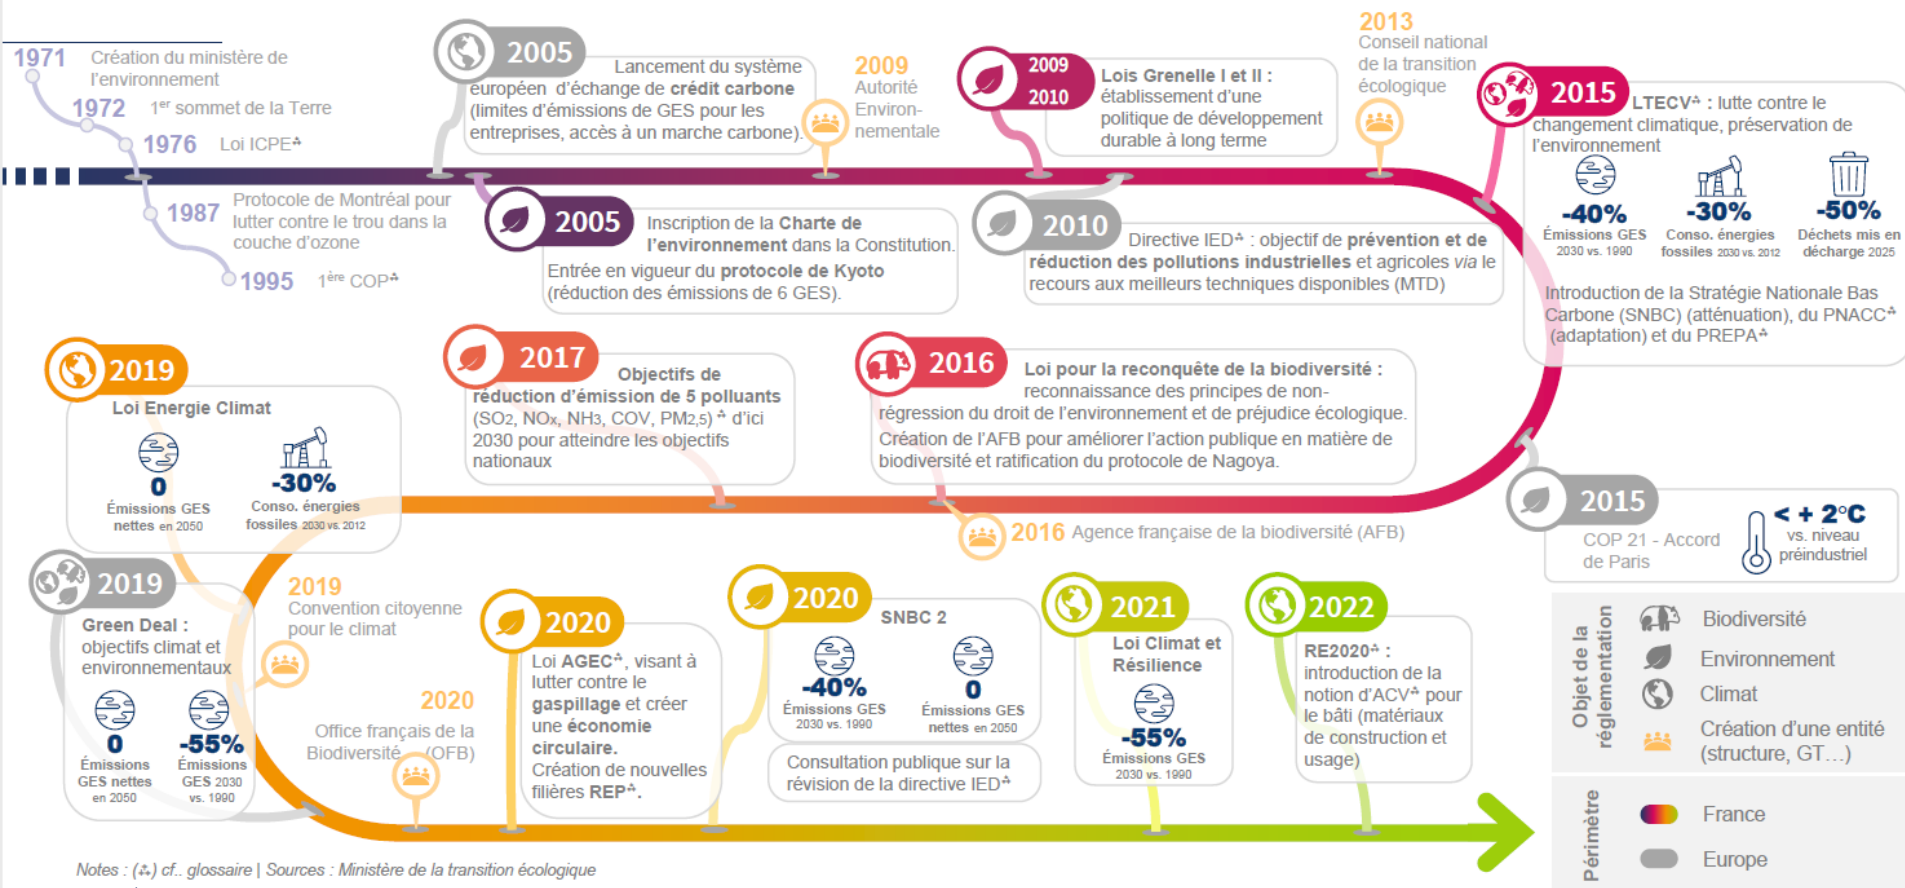 1971
Création du ministère de
l'environnement
1972
1er sommet de la Terre
1976
Loi ICPE
1987
Protocole de Montréal pour
lutter contre le trou dans la
couche d'ozone
1995
1ère COP
2005
Lancement du système
européen d'échange de crédit carbone
(limites d'émissions de GES pour les
entreprises, accès à un marche carbone).
2005
Inscription de la Charte de
l'environnement dans la Constitution.
Entrée en vigueur du protocole de Kyoto
(réduction des émissions de 6 GES).
2009
Autorité
Environ-
nementale
2009
2010
Lois Grenelle I et II :
établissement d'une
politique de développement
durable à long terme
2010
Directive IED : objectif de prévention et de
réduction des pollutions industrielles et agricoles via le
recours aux meilleurs techniques disponibles (MTD)
2013
Conseil national
de la transition
écologique
2015
LTECV : lutte contre le
changement climatique, préservation de
l'environnement
-40%
Émissions GES
2030 vs. 1990
-30%
Conso. énergies
fossiles 2030 vs. 2012
-50%
Déchets mis en
décharge 2025
Introduction de la Stratégie Nationale Bas
Carbone (SNBC) (atténuation), du PNACC
(adaptation) et du PREPA
2015
COP 21 - Accord
de Paris
< + 2°C
vs. niveau
préindustriel
2016
Loi pour la reconquête de la biodiversité :
reconnaissance des principes de non-
régression du droit de l'environnement et de préjudice écologique.
Création de l'AFB pour améliorer l'action publique en matière de
biodiversité et ratification du protocole de Nagoya.
2016 Agence française de la biodiversité (AFB)
2017
Objectifs de
réduction d'émission de 5 polluants
(SO2, NOx, NH3, COV, PM2,5) d'ici
2030 pour atteindre les objectifs
nationaux
2019
Loi Energie Climat
0
Émissions GES
nettes en 2050
-30%
Conso. énergies
fossiles 2030 vs. 2012
2019
Green Deal :
objectifs climat et
environnementaux
0
Émissions
GES nettes
en 2050
-55%
Émissions
GES 2030
vs. 1990
2019
Convention citoyenne
pour le climat
2020
Office français de la
Biodiversité (OFB)
2020
Loi AGEC, visant à
lutter contre le
gaspillage et créer
une économie
circulaire.
Création de nouvelles
filières REP.
2020
SNBC 2
-40%
Émissions GES
2030 vs. 1990
0
Émissions GES
nettes en 2050
Consultation publique sur la
révision de la directive IED
2021
Loi Climat et
Résilience
-55%
Émissions GES
2030 vs. 1990
2022
RE2020 :
introduction de la
notion d'ACV pour
le bâti (matériaux
de construction et
usage)
Objet de la
réglementation
Biodiversité
Environnement
Climat
Création d'une entité
(structure, GT…)
Périmètre
France
Europe
Notes : (⁂) cf.. glossaire | Sources : Ministère de la transition écologique